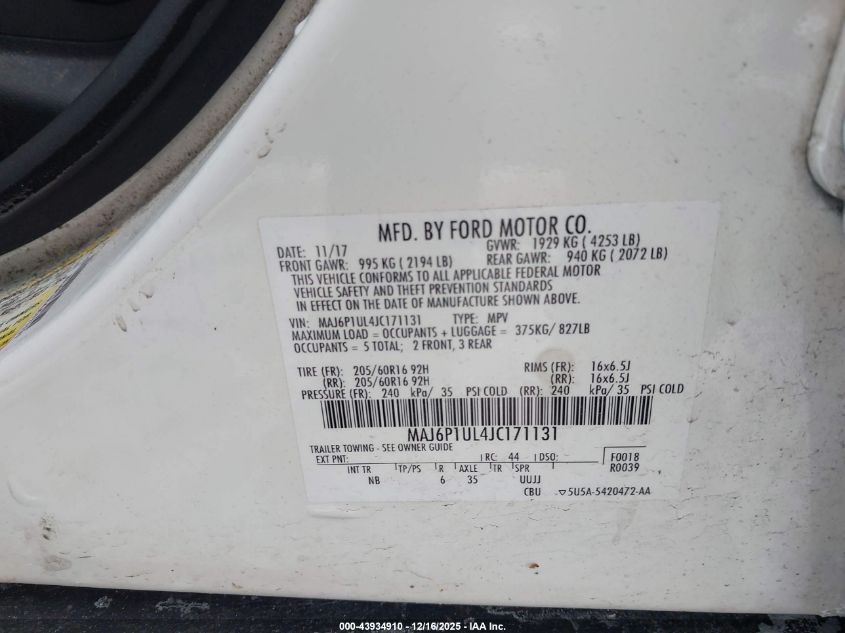 MFD. BY FORD MOTOR CO.
DATE: 11/17 GVWR: 1929 KG ( 4253 LB)
FRONT GAWR: 995 KG ( 2194 LB) REAR GAWR: 940 KG ( 2072 LB)
THIS VEHICLE CONFORMS TO ALL APPLICABLE FEDERAL MOTOR
VEHICLE SAFETY AND THEFT PREVENTION STANDARDS
IN EFFECT ON THE DATE OF MANUFACTURE SHOWN ABOVE.
VIN: MAJ6P1UL4JC171131 TYPE: MPV
MAXIMUM LOAD = OCCUPANTS + LUGGAGE = 375KG/ 827LB
OCCUPANTS = 5 TOTAL; 2 FRONT, 3 REAR
TIRE (FR): 205/60R16 92H RIMS (FR): 16x6.5J
(RR): 205/60R16 92H (RR): 16x6.5J
PRESSURE (FR): 240 kPa/ 35 PSI COLD (RR): 240 kPa/ 35 PSI COLD
MAJ6P1UL4JC171131
TRAILER TOWING - SEE OWNER GUIDE
EXT PNT: RC: 44 DSO: F0018
INT TR TP/PS R AXLE TR SPR R0039
NB 6 35 UUJJ
CBU ▽5U5A-5420472-AA
000-43934910 - 12/16/2025 - IAA Inc.